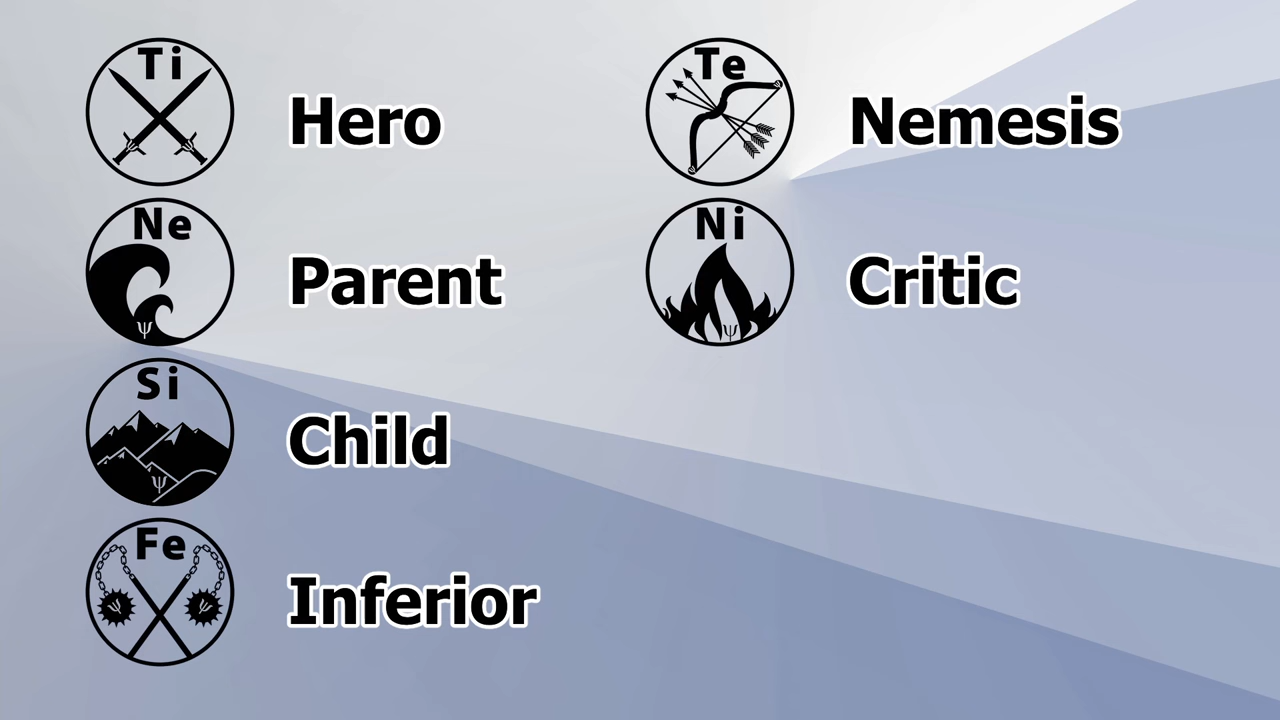 Ti Hero
Te Nemesis
Ne Parent
Ni Critic
Si Child
Fe Inferior